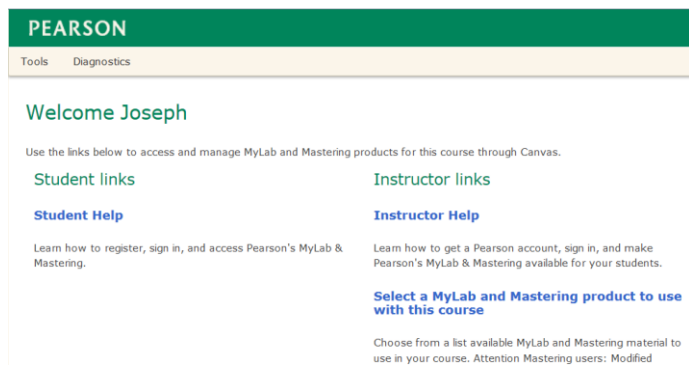 PEARSON
Tools Diagnostics
Welcome Joseph
Use the links below to access and manage MyLab and Mastering products for this course through Canvas.
Student links
Student Help
Learn how to register, sign in, and access Pearson's MyLab &
Mastering.
Instructor links
Instructor Help
Learn how to get a Pearson account, sign in, and make
Pearson's MyLab & Mastering available for your students.
Select a MyLab and Mastering product to use
with this course
Choose from a list available MyLab and Mastering material to
use in your course. Attention Mastering users: Modified